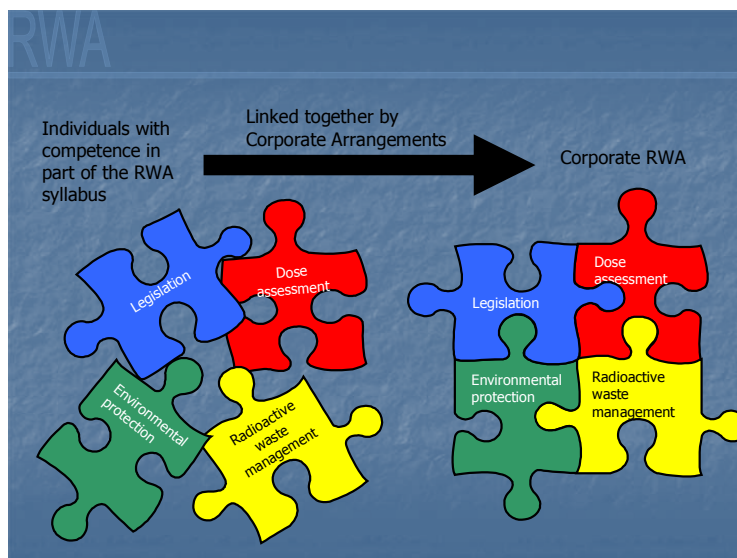 RWA
Individuals with
competence in
part of the RWA
syllabus
Linked together by
Corporate Arrangements
Corporate RWA
Legislation
Dose
assessment
Environmental
protection
Radioactive
waste
management
Legislation
Dose
assessment
Environmental
protection
Radioactive
waste
management